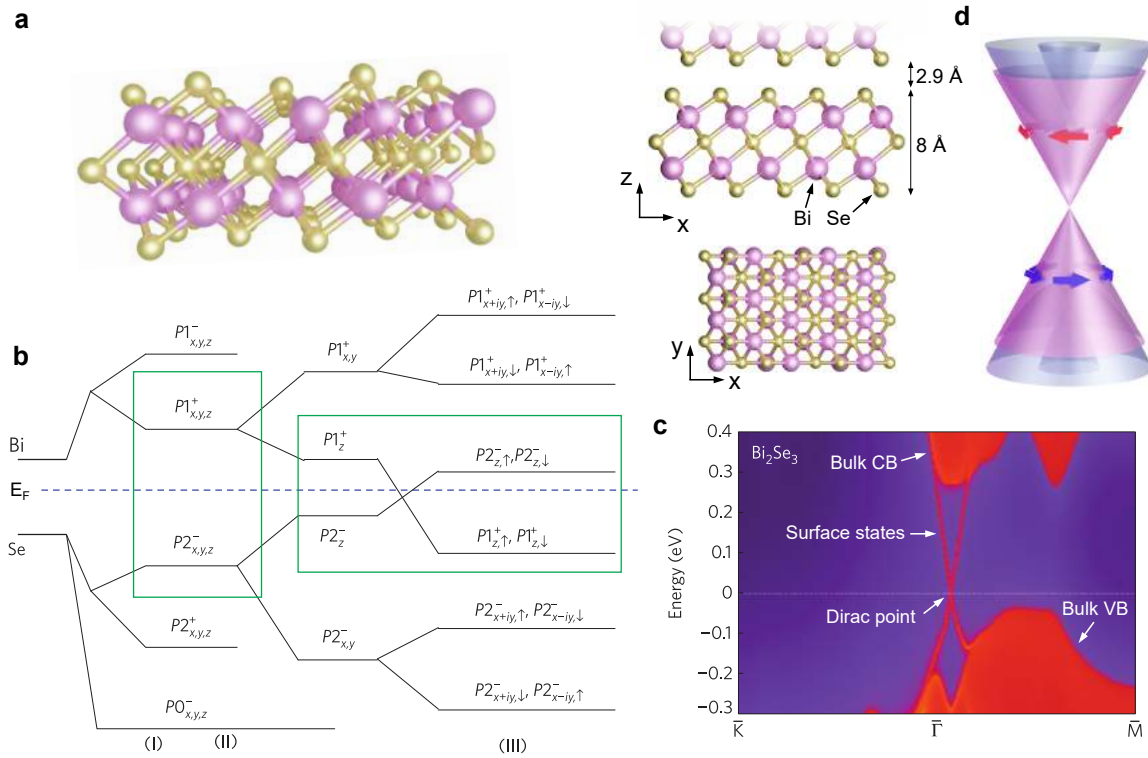 a
2.9 Å
8 Å
z
x
Bi
Se
y
x
d
b
Bi
E_F
Se
P1⁻_{x,y,z}
P1⁺_{x,y,z}
P2⁻_{x,y,z}
P2⁺_{x,y,z}
P0⁻_{x,y,z}
P1⁺_{x,y}
P1⁺_z
P2⁻_z
P2⁻_{x,y}
P1⁺_{x+iy,↑}, P1⁺_{x−iy,↓}
P1⁺_{x+iy,↓}, P1⁺_{x−iy,↑}
P2⁻_{z,↑}, P2⁻_{z,↓}
P1⁺_{z,↑}, P1⁺_{z,↓}
P2⁻_{x+iy,↑}, P2⁻_{x−iy,↓}
P2⁻_{x+iy,↓}, P2⁻_{x−iy,↑}
(I)
(II)
(III)
c
Bi₂Se₃
Bulk CB
Surface states
Dirac point
Bulk VB
Energy (eV)
0.4
0.3
0.2
0.1
0
−0.1
−0.2
−0.3
K̄
Γ̄
M̄